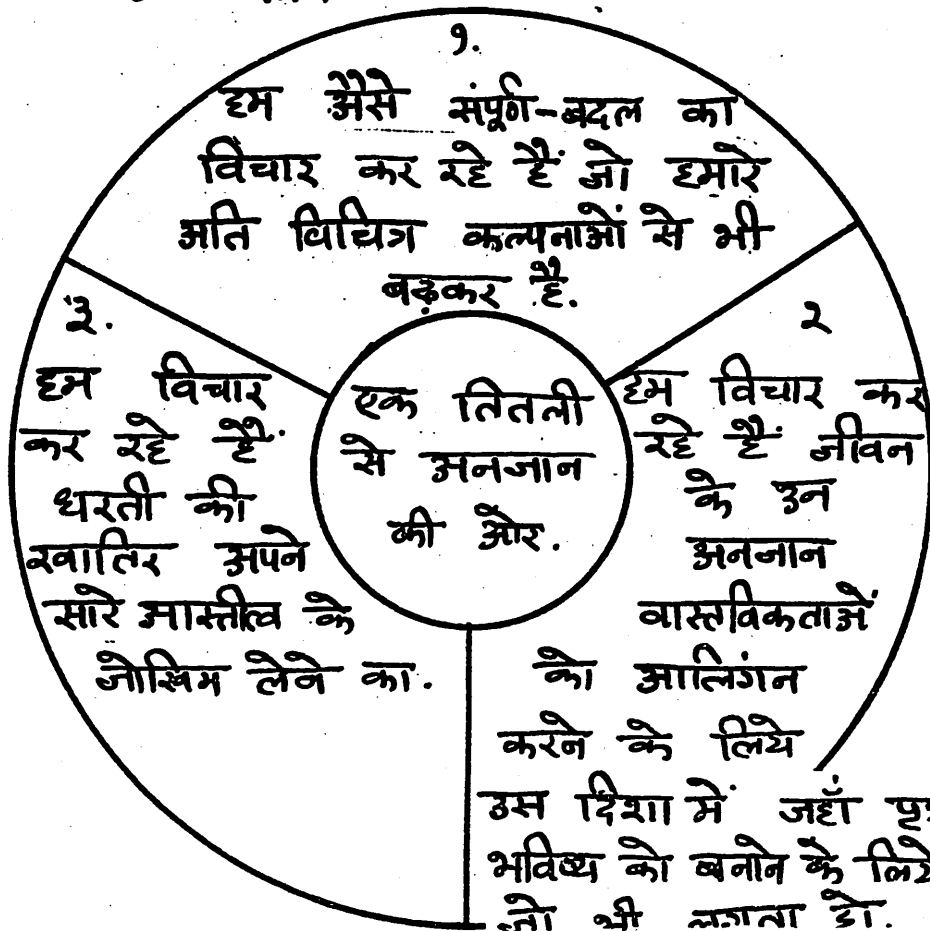 १.
हम अैसे संपूर्ण-बदल का
विचार कर रहे हैं जो हमारे
अति विचित्र कल्पनाओं से भी
बढ़कर है.
२
हम विचार कर
रहे हैं जीवन
के उन
अनजान
वास्तविकताओं
को आलिंगन
करने के लिये
उस दिशा में जहाँ
भविष्य को बनाने के लिये
जो भी लगता हो.
३.
हम विचार
कर रहे हैं
धरती की
खातिर अपने
सारे आस्तीत्व के
जोखिम लेने का.
एक तितली
से अनजान
की ओर.